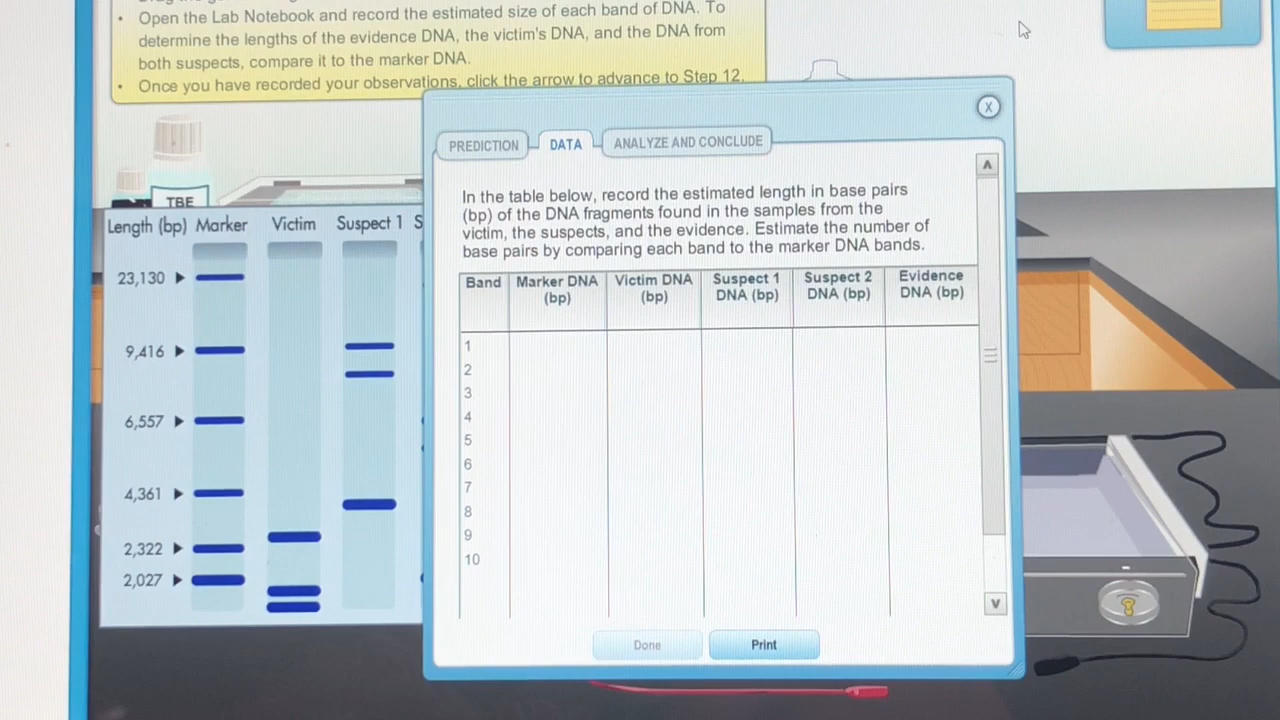 • Open the Lab Notebook and record the estimated size of each band of DNA. To
determine the lengths of the evidence DNA, the victim's DNA, and the DNA from
both suspects, compare it to the marker DNA.
• Once you have recorded your observations, click the arrow to advance to Step 12.
X
PREDICTION DATA ANALYZE AND CONCLUDE
In the table below, record the estimated length in base pairs
(bp) of the DNA fragments found in the samples from the
victim, the suspects, and the evidence. Estimate the number of
base pairs by comparing each band to the marker DNA bands.
Band Marker DNA (bp) Victim DNA (bp) Suspect 1 DNA (bp) Suspect 2 DNA (bp) Evidence DNA (bp)
1
2
3
4
5
6
7
8
9
10
Done Print
TBE
Length (bp) Marker Victim Suspect 1 S
23,130
9,416
6,557
4,361
2,322
2,027